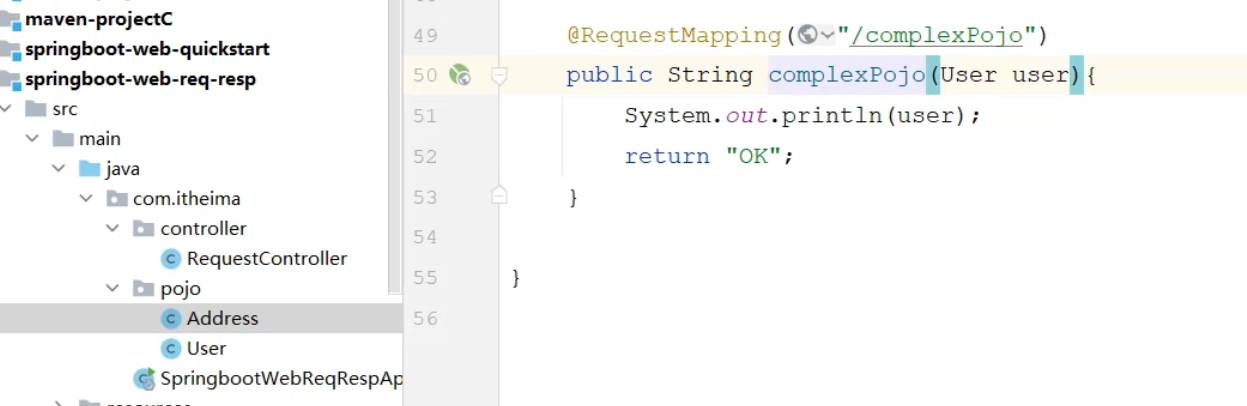 maven-projectC
springboot-web-quickstart
springboot-web-req-resp
src
main
java
com.itheima
controller
RequestController
pojo
Address
User
SpringbootWebReqRespAp
49 @RequestMapping("/complexPojo")
50 public String complexPojo(User user){
51 System.out.println(user);
52 return "OK";
53 }
54
55 }
56